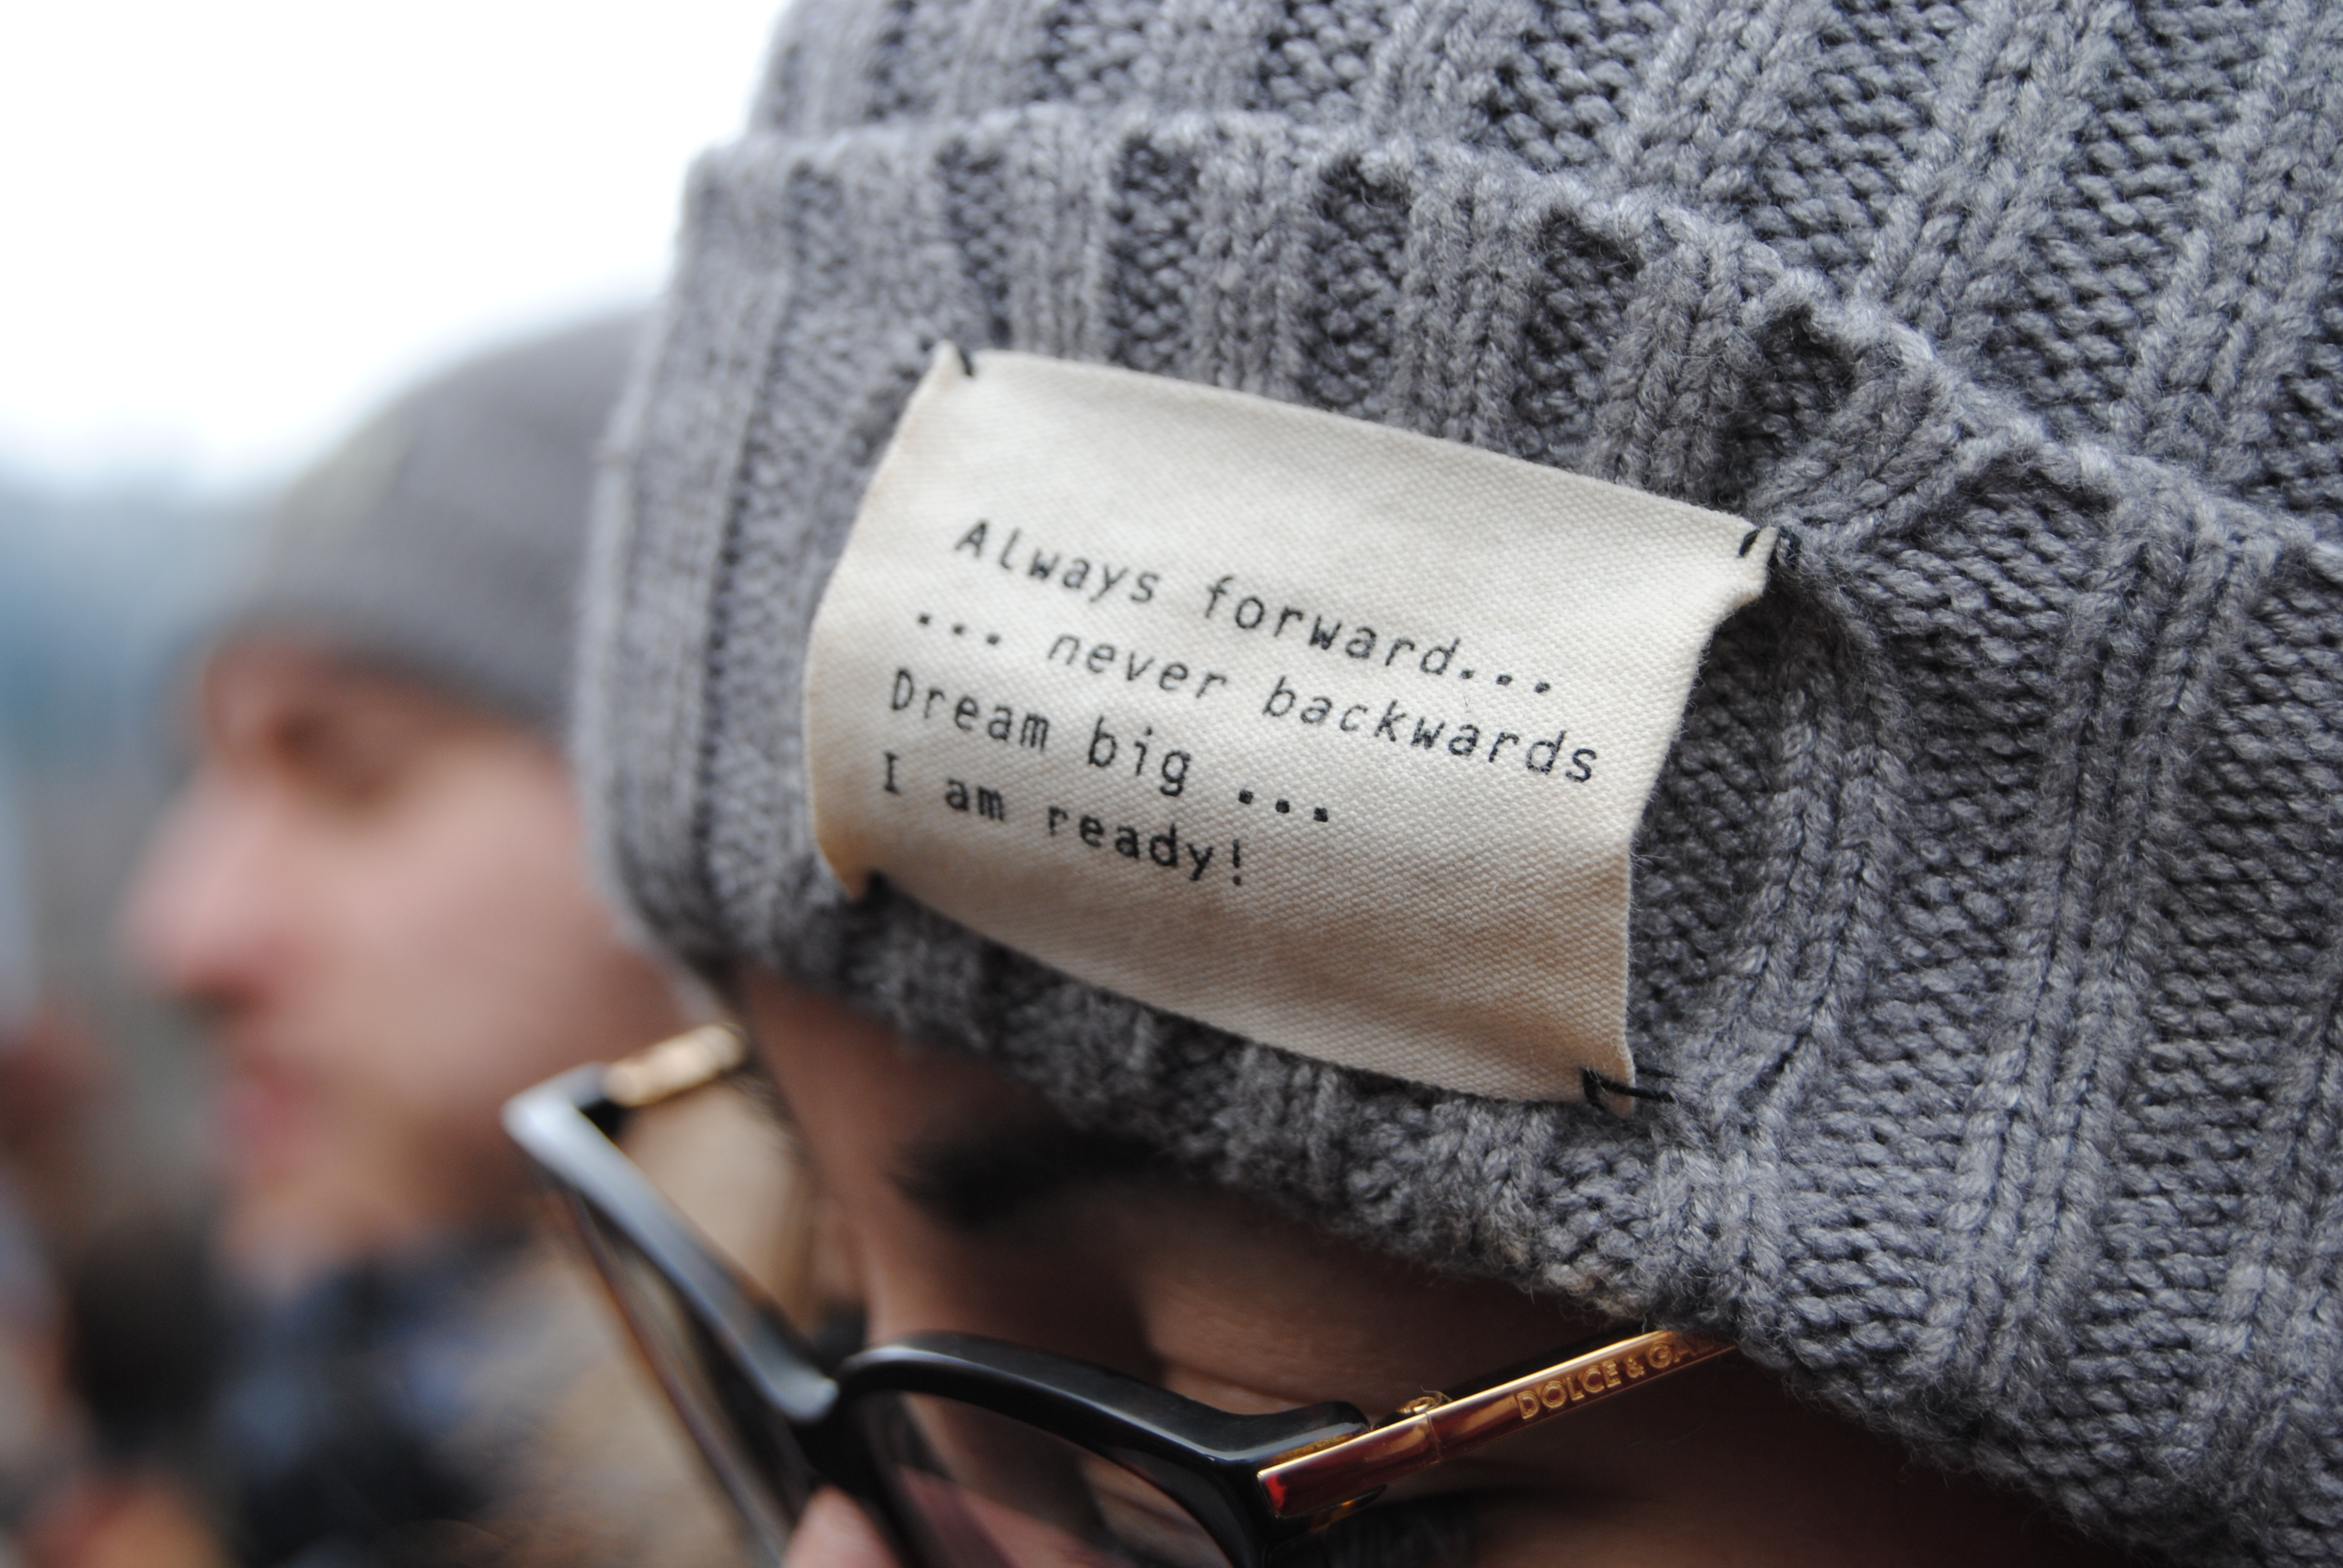 Always forward...
... never backwards
Dream big ...
I am ready!
DOLCE & GA